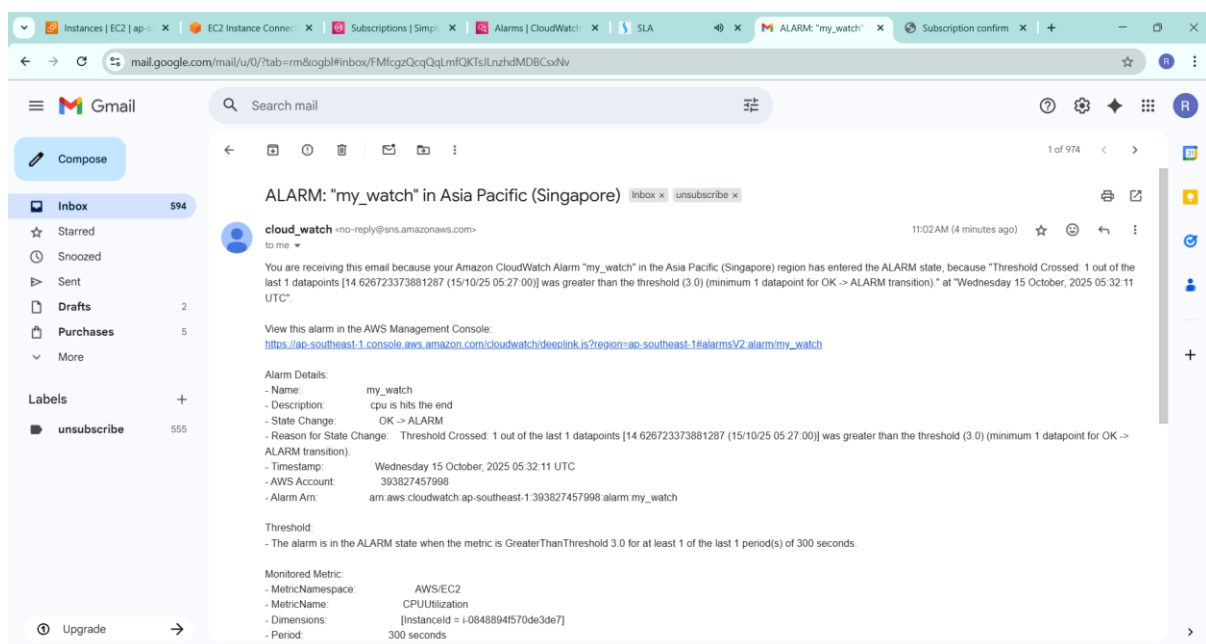 Instances | EC2 | ap-s
EC2 Instance Connec
Subscriptions | Simpl
Alarms | CloudWatch
SLA
ALARM: "my_watch"
Subscription confirm
mail.google.com/mail/u/0/?tab=rm&ogbl#inbox/FMfcgzQcqQqLmfQKTsJLnzhdMDBCsxNv
R
Gmail
Search mail
R
Compose
1 of 974
Inbox 594
Starred
Snoozed
Sent
Drafts 2
Purchases 5
More
Labels
unsubscribe 555
Upgrade
ALARM: "my_watch" in Asia Pacific (Singapore) Inbox x unsubscribe x
cloud_watch <no-reply@sns.amazonaws.com> 11:02 AM (4 minutes ago)
to me
You are receiving this email because your Amazon CloudWatch Alarm "my_watch" in the Asia Pacific (Singapore) region has entered the ALARM state, because "Threshold Crossed: 1 out of the
last 1 datapoints [14.626723373881287 (15/10/25 05:27:00)] was greater than the threshold (3.0) (minimum 1 datapoint for OK -> ALARM transition)." at "Wednesday 15 October, 2025 05:32:11
UTC".
View this alarm in the AWS Management Console:
https://ap-southeast-1.console.aws.amazon.com/cloudwatch/deeplink.js?region=ap-southeast-1#alarmsV2:alarm/my_watch
Alarm Details:
- Name: my_watch
- Description: cpu is hits the end
- State Change: OK -> ALARM
- Reason for State Change: Threshold Crossed: 1 out of the last 1 datapoints [14.626723373881287 (15/10/25 05:27:00)] was greater than the threshold (3.0) (minimum 1 datapoint for OK ->
ALARM transition).
- Timestamp: Wednesday 15 October, 2025 05:32:11 UTC
- AWS Account: 393827457998
- Alarm Arn: arn:aws:cloudwatch:ap-southeast-1:393827457998:alarm:my_watch
Threshold:
- The alarm is in the ALARM state when the metric is GreaterThanThreshold 3.0 for at least 1 of the last 1 period(s) of 300 seconds.
Monitored Metric:
- MetricNamespace: AWS/EC2
- MetricName: CPUUtilization
- Dimensions: [InstanceId = i-0848894f570de3de7]
- Period: 300 seconds